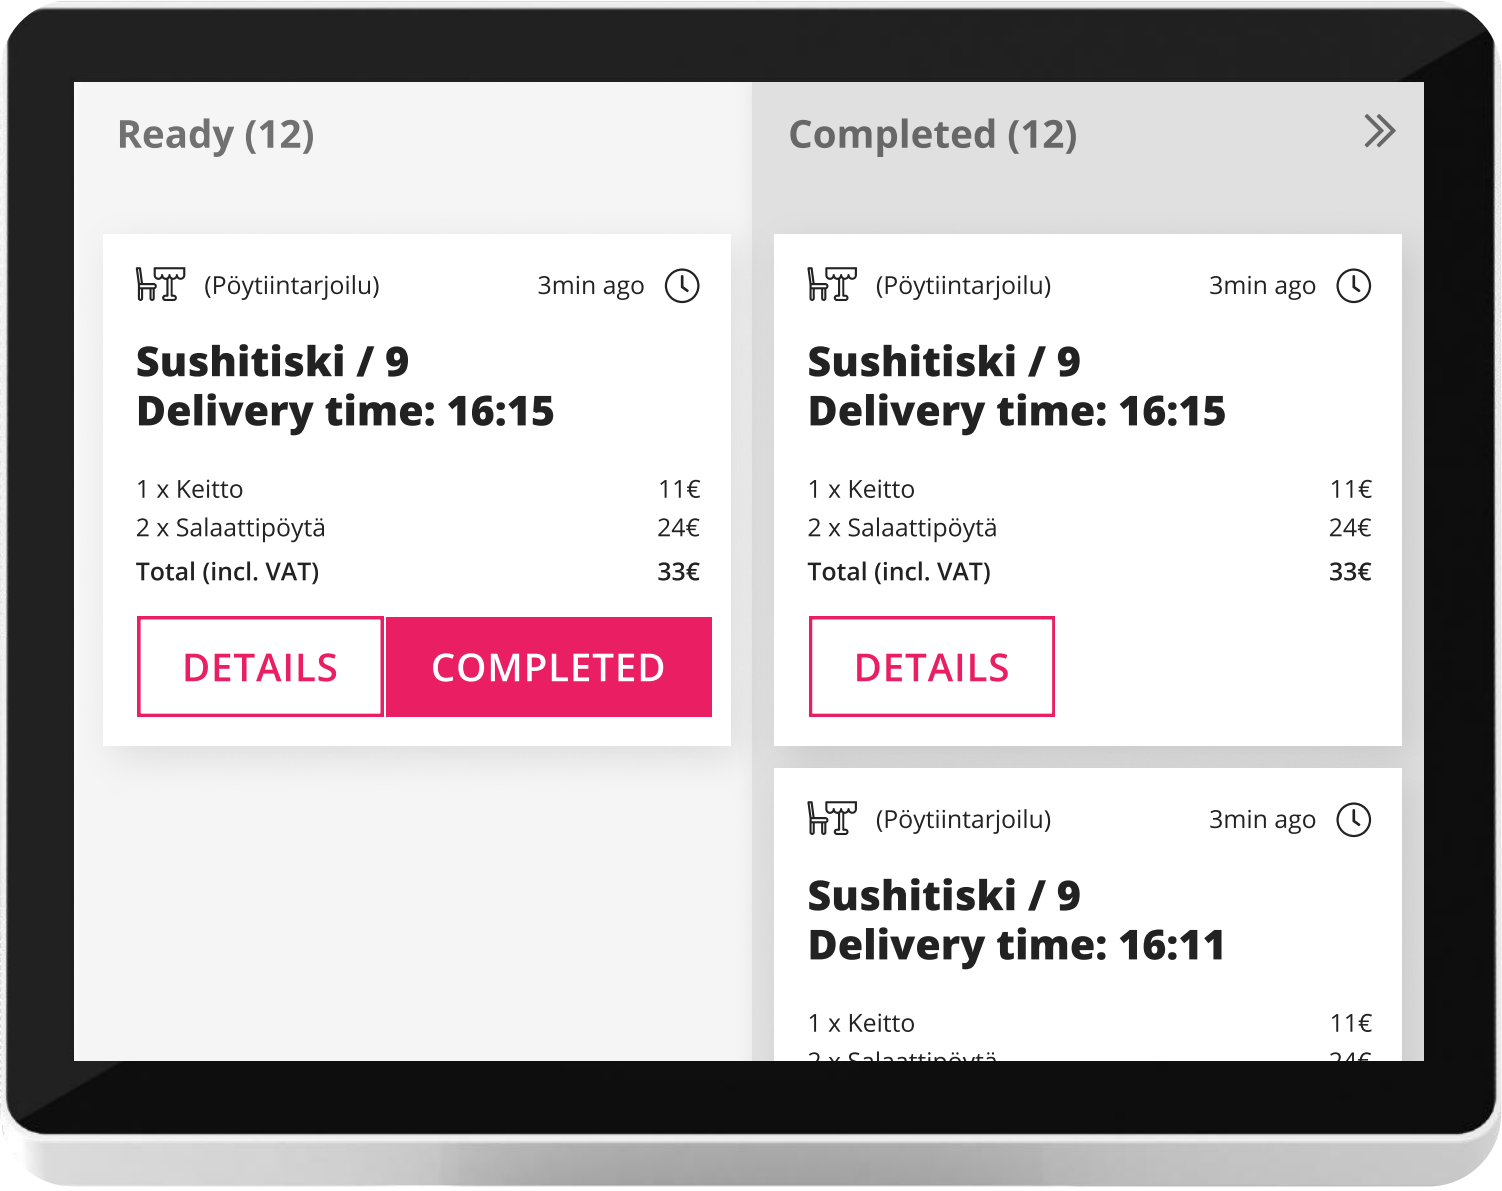 Ready (12)
(Pöytiintarjoilu) 3min ago
Sushitiski / 9
Delivery time: 16:15
1 x Keitto 11€
2 x Salaattipöytä 24€
Total (incl. VAT) 33€
DETAILS COMPLETED
Completed (12)
(Pöytiintarjoilu) 3min ago
Sushitiski / 9
Delivery time: 16:15
1 x Keitto 11€
2 x Salaattipöytä 24€
Total (incl. VAT) 33€
DETAILS
(Pöytiintarjoilu) 3min ago
Sushitiski / 9
Delivery time: 16:11
1 x Keitto 11€
2 x Salaattipöytä 24€